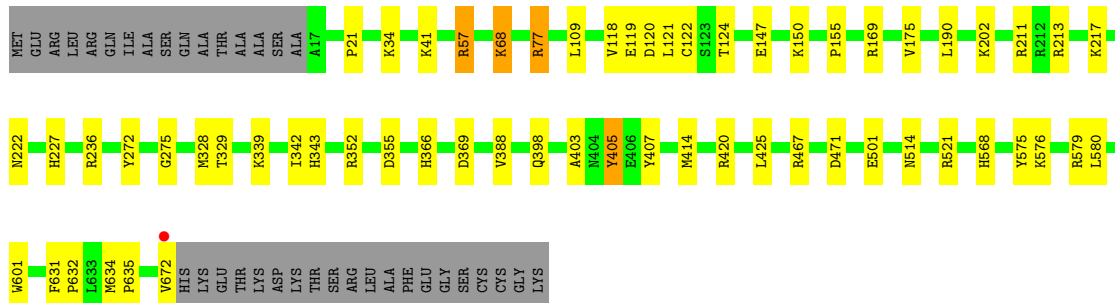 MET GLU ARG LEU ARG GLN ILE ALA SER GLN ALA THR ALA ALA SER ALA A17 P21 K34 K41 R57 K68 R77 L109 V118 E119 D120 L121 C122 S123 T124 E147 K150 P155 R169 V175 L190 K202 R211 R212 R213 K217
N222 H227 R236 Y272 G275 M328 T329 K339 I342 H343 R352 D355 H366 D369 V388 Q398 A403 N404 Y405 E406 Y407 M414 R420 L425 E467 D471 E501 N514 R521 H568 Y575 K576 R579 L580
W601 F631 P632 L633 M634 P635 V672 HIS LYS GLU THR LYS ASP LYS THR SER ARG LEU ALA PHE GLU GLY SER CYS CYS GLY LYS